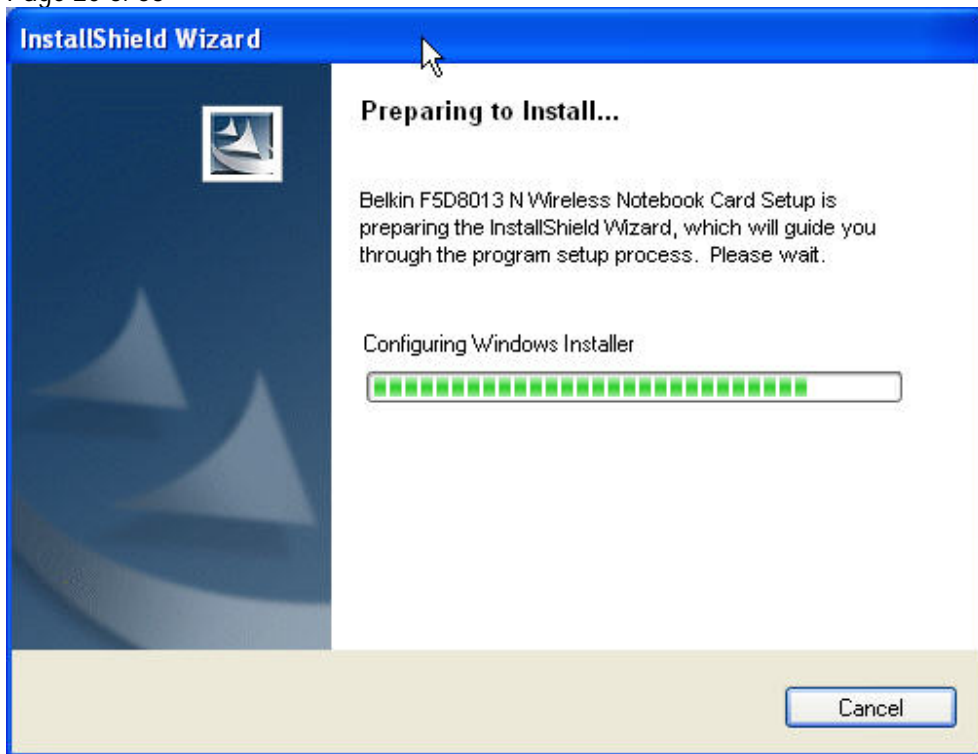 InstallShield Wizard
Preparing to Install...
Belkin F5D8013 N Wireless Notebook Card Setup is
preparing the InstallShield Wizard, which will guide you
through the program setup process. Please wait.
Configuring Windows Installer
Cancel